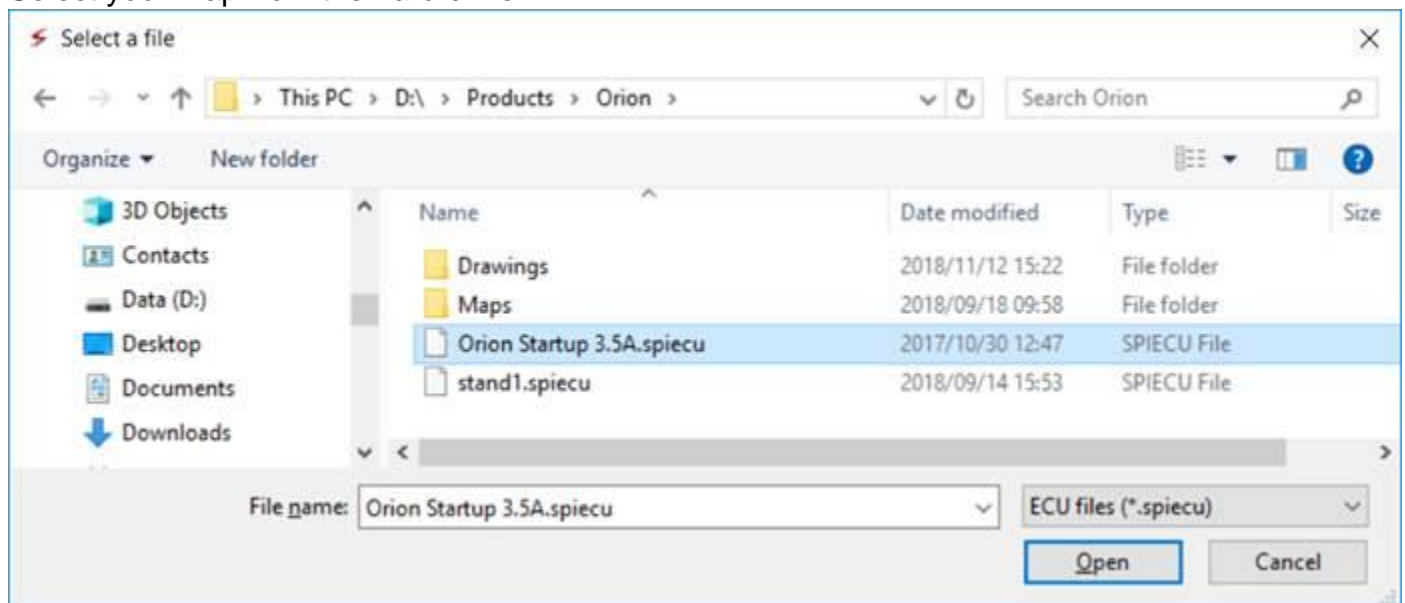 Select a file
This PC > D:\ > Products > Orion >
Search Orion
Organize
New folder
3D Objects
Contacts
Data (D:)
Desktop
Documents
Downloads
Name Date modified Type Size
Drawings 2018/11/12 15:22 File folder
Maps 2018/09/18 09:58 File folder
Orion Startup 3.5A.spiecu 2017/10/30 12:47 SPIECU File
stand1.spiecu 2018/09/14 15:53 SPIECU File
File name: Orion Startup 3.5A.spiecu
ECU files (*.spiecu)
Open Cancel